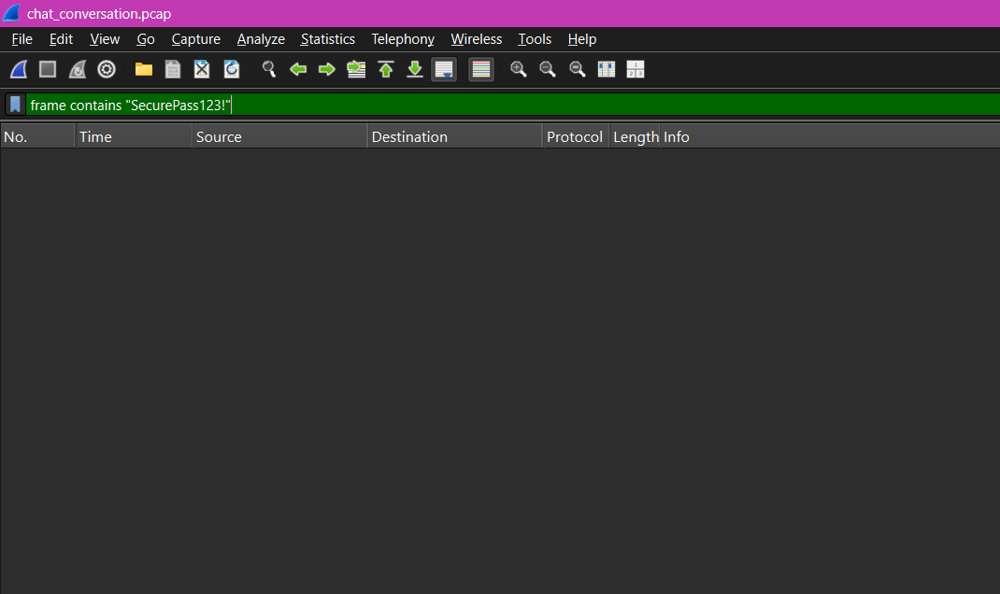 chat_conversation.pcap
File Edit View Go Capture Analyze Statistics Telephony Wireless Tools Help
frame contains "SecurePass123!"
No. Time Source Destination Protocol Length Info